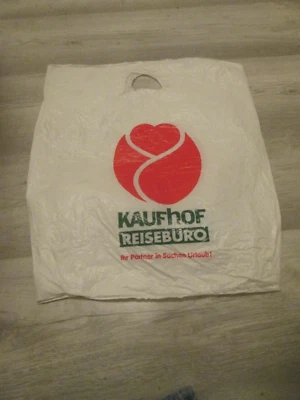 KAUFhOF
REISEBÜRO
Ihr Partner in Sachen Urlaub!